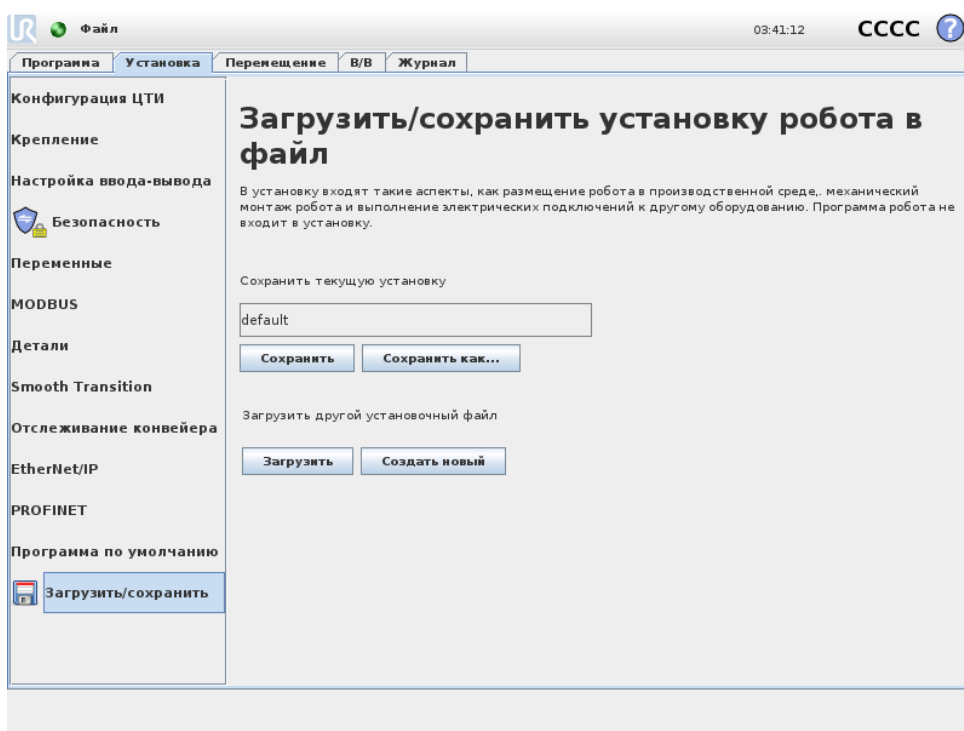 UR Файл 03:41:12 CCCC ?
Программа Установка Перемещение В/В Журнал
Конфигурация ЦТИ
Крепление
Настройка ввода-вывода
Безопасность
Переменные
MODBUS
Детали
Smooth Transition
Отслеживание конвейера
EtherNet/IP
PROFINET
Программа по умолчанию
Загрузить/сохранить
Загрузить/сохранить установку робота в
файл
В установку входят такие аспекты, как размещение робота в производственной среде,. механический
монтаж робота и выполнение электрических подключений к другому оборудованию. Программа робота не
входит в установку.
Сохранить текущую установку
default
Сохранить Сохранить как...
Загрузить другой установочный файл
Загрузить Создать новый